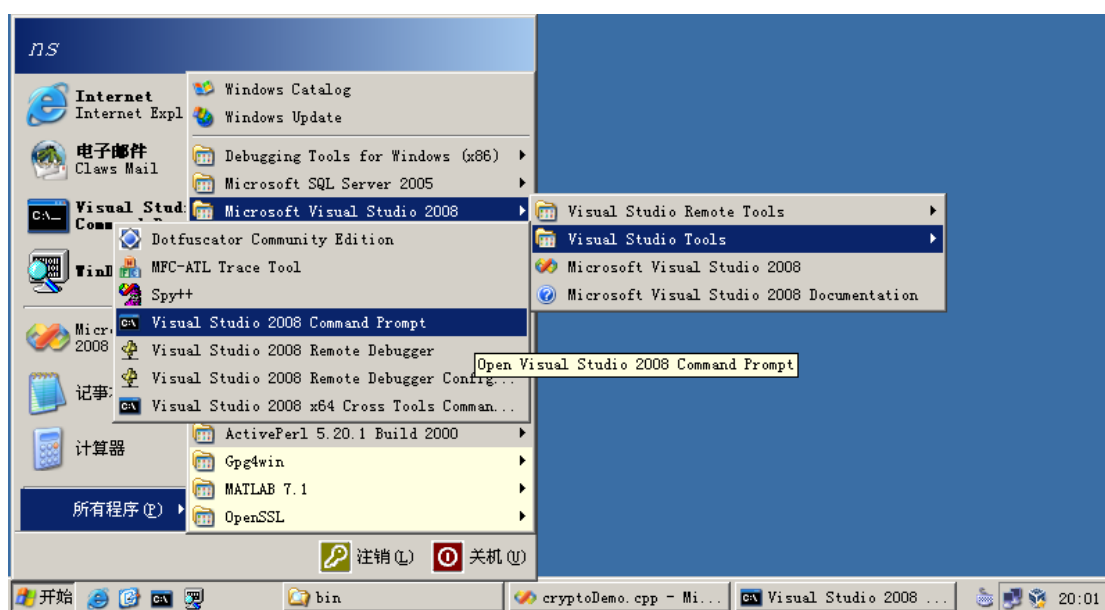 ns
Internet
Internet Expl
电子邮件
Claws Mail
Visual Stud
WinD
Micr
2008
记事
计算器
所有程序(P)
Windows Catalog
Windows Update
Debugging Tools for Windows (x86)
Microsoft SQL Server 2005
Microsoft Visual Studio 2008
ActivePerl 5.20.1 Build 2000
Gpg4win
MATLAB 7.1
OpenSSL
Visual Studio Remote Tools
Visual Studio Tools
Microsoft Visual Studio 2008
Microsoft Visual Studio 2008 Documentation
Dotfuscator Community Edition
MFC-ATL Trace Tool
Spy++
Visual Studio 2008 Command Prompt
Visual Studio 2008 Remote Debugger
Visual Studio 2008 Remote Debugger Config...
Visual Studio 2008 x64 Cross Tools Comman...
Open Visual Studio 2008 Command Prompt
注销(L) 关机(U)
开始 bin cryptoDemo.cpp - Mi... Visual Studio 2008 ... 20:01